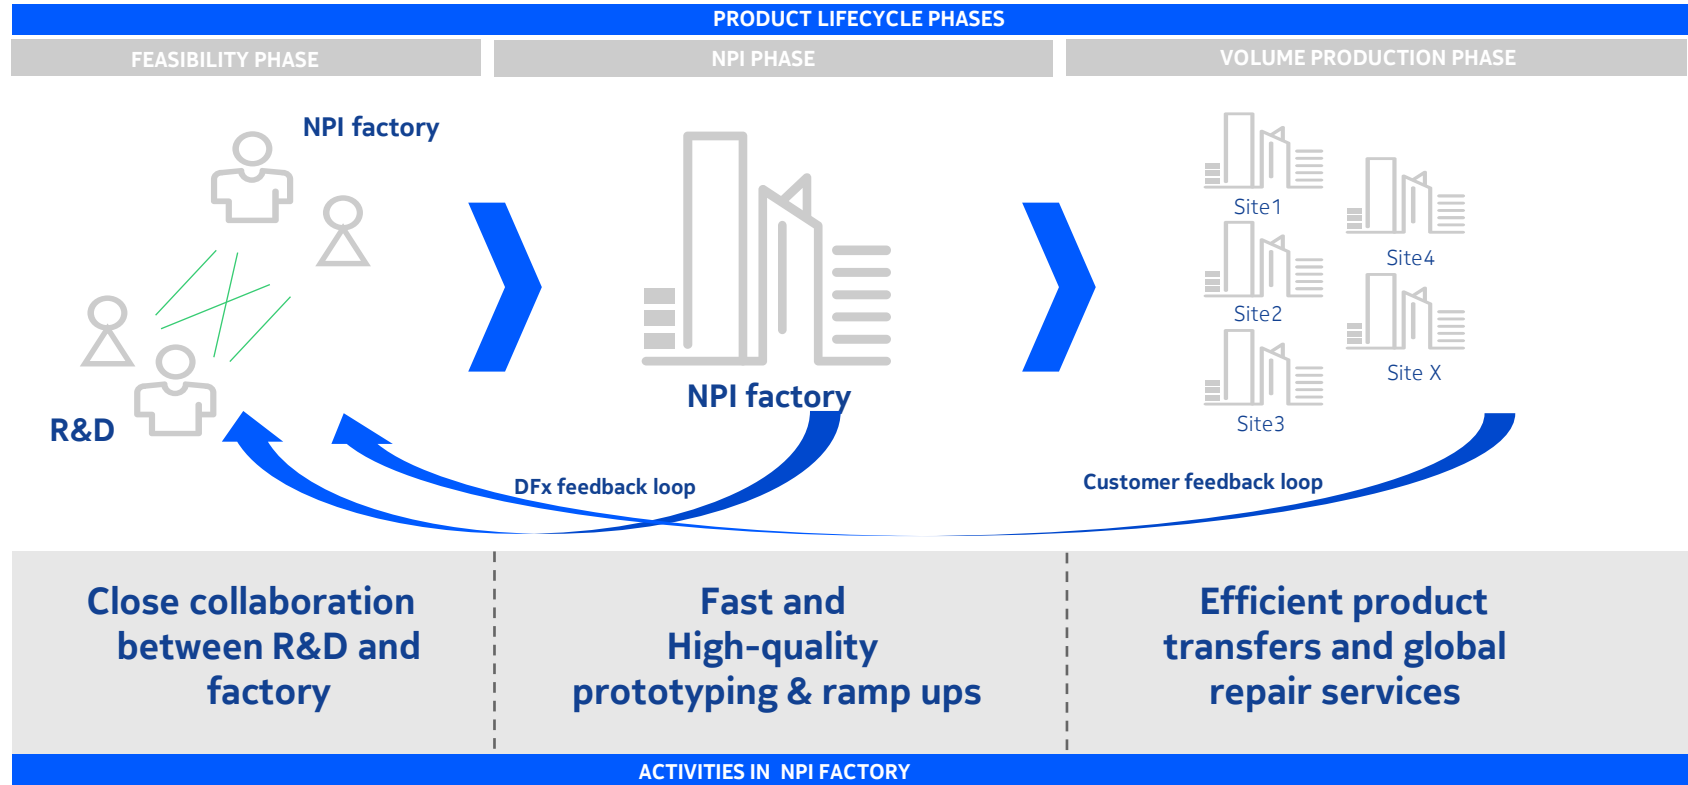 PRODUCT LIFECYCLE PHASES
FEASIBILITY PHASE
NPI PHASE
VOLUME PRODUCTION PHASE
NPI factory
R&D
NPI factory
Site1
Site4
Site2
Site X
Site3
DFx feedback loop
Customer feedback loop
Close collaboration
between R&D and
factory
Fast and
High-quality
prototyping & ramp ups
Efficient product
transfers and global
repair services
ACTIVITIES IN NPI FACTORY